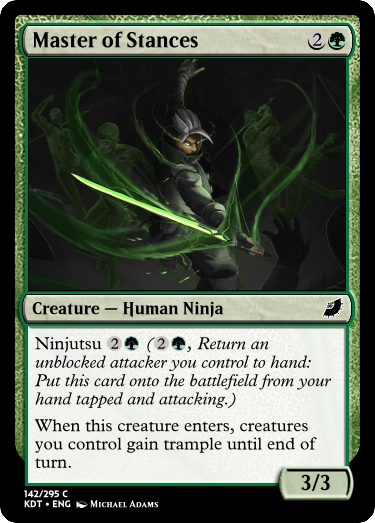 Master of Stances 2
Creature — Human Ninja
Ninjutsu 2 (2, Return an
unblocked attacker you control to hand:
Put this card onto the battlefield from your
hand tapped and attacking.)
When this creature enters, creatures
you control gain trample until end of
turn.
3/3
142/295 C
KDT • ENG Michael Adams